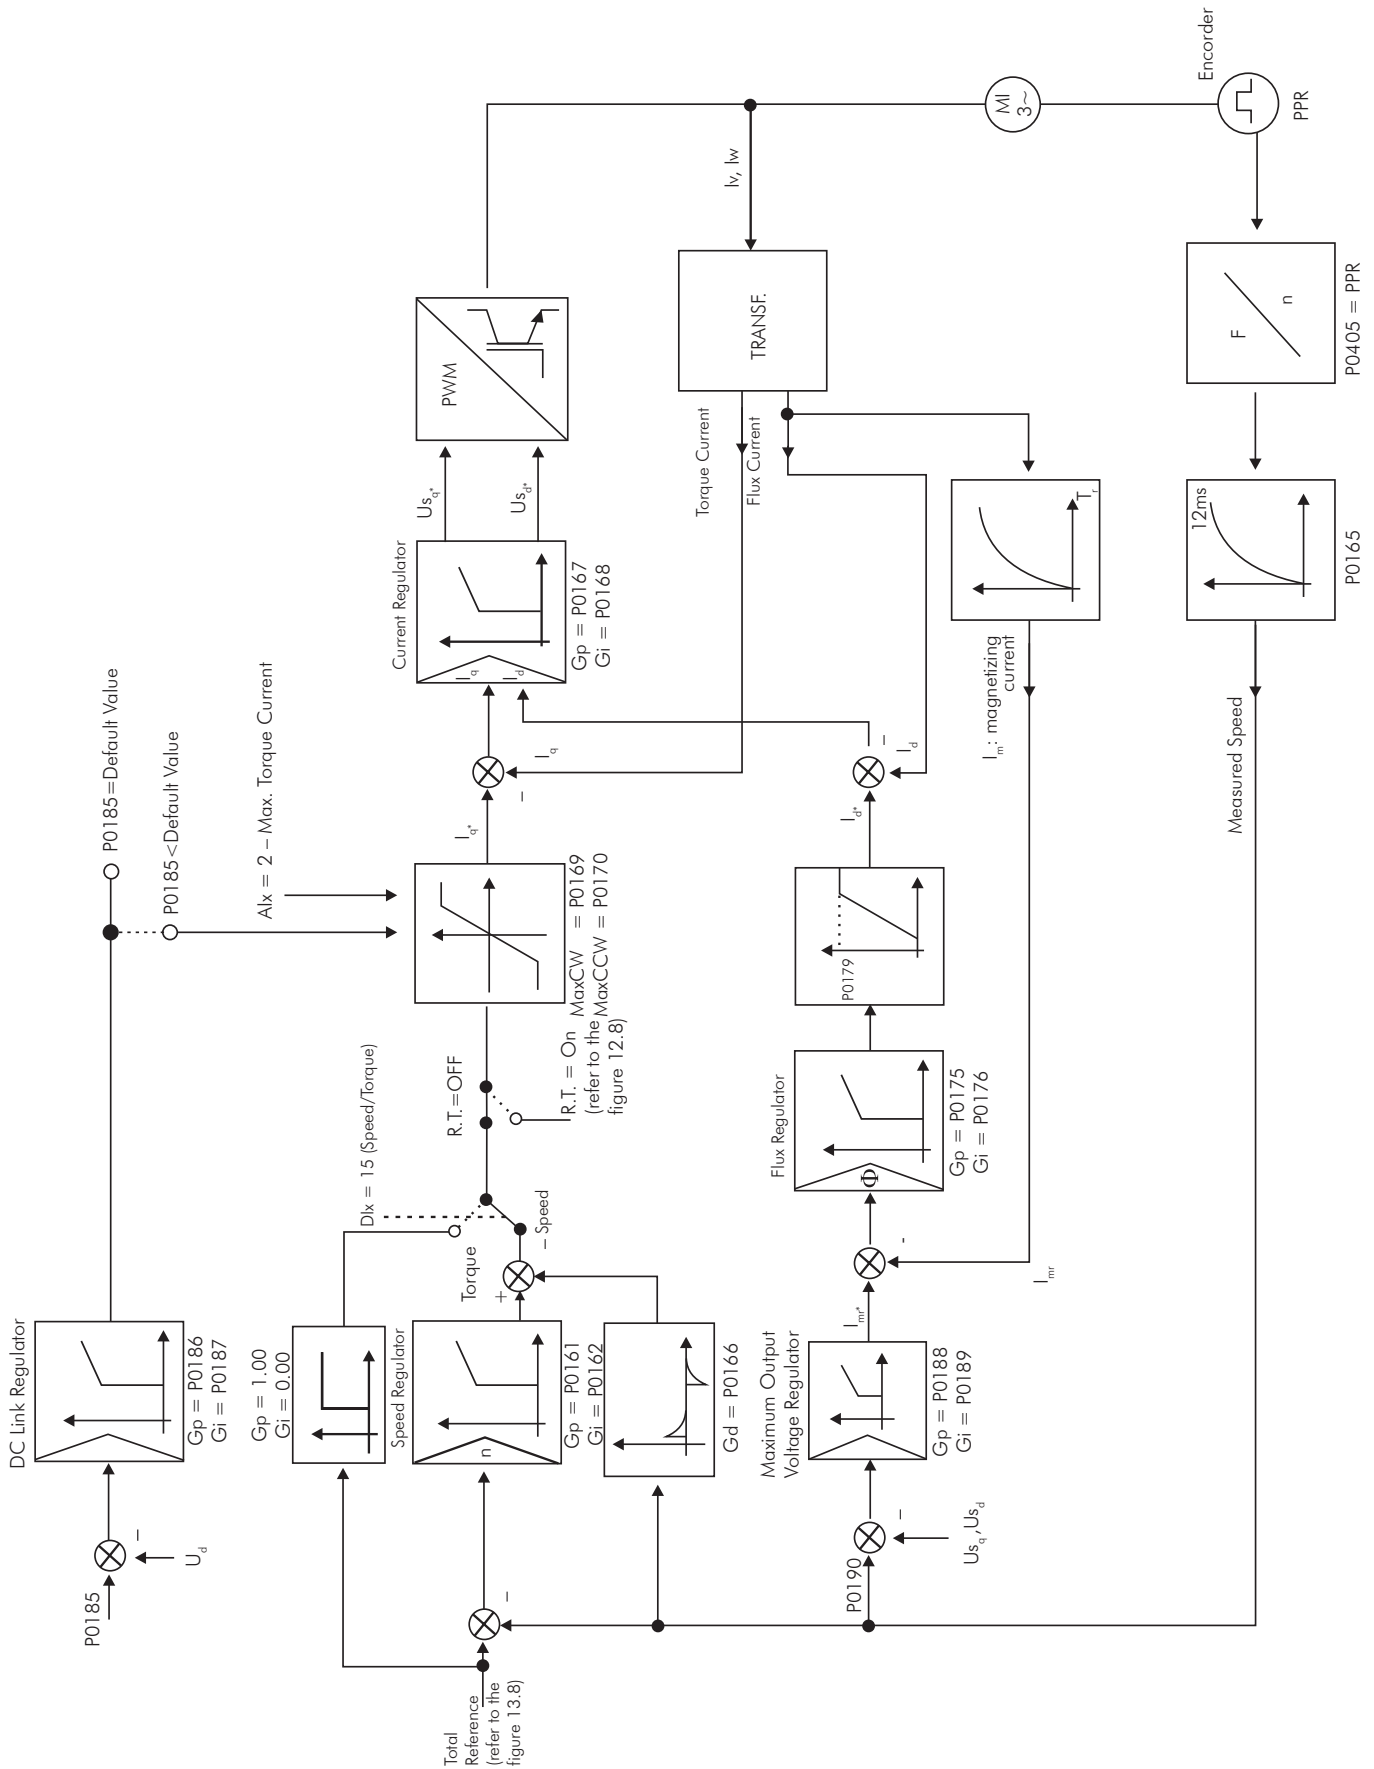 DC Link Regulator
P0185
U_d
Gp = P0186
Gi = P0187
P0185=Default Value
P0185<Default Value
AIx = 2 – Max. Torque Current
Total
Reference
(refer to the
figure 13.8)
Gp = 1.00
Gi = 0.00
Speed Regulator
n
Gp = P0161
Gi = P0162
Gd = P0166
DIx = 15 (Speed/Torque)
Torque
+
–
Speed
R.T.=OFF
R.T. = On
(refer to the
figure 12.8)
MaxCW = P0169
MaxCCW = P0170
I_q*
–
I_q
Current Regulator
I_q
I_d
Gp = P0167
Gi = P0168
Us_q*
Us_d*
PWM
Iv, Iw
TRANSF.
Torque Current
Flux Current
MI
3~
Encorder
PPR
F
n
P0405 = PPR
12ms
P0165
Measured Speed
Maximum Output
Voltage Regulator
P0190
–
Us_q ,Us_d
Gp = P0188
Gi = P0189
I_mr*
-
I_mr
Flux Regulator
Φ
Gp = P0175
Gi = P0176
P0179
I_d*
–
I_d
T_r
I_m: magnetizing
current